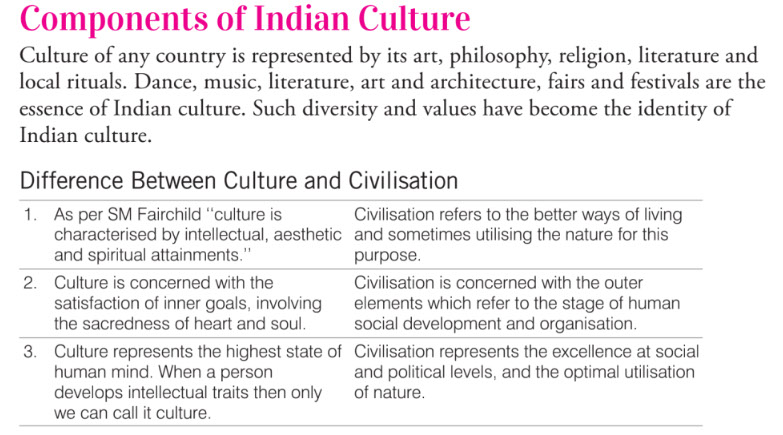 Components of Indian Culture
Culture of any country is represented by its art, philosophy, religion, literature and
local rituals. Dance, music, literature, art and architecture, fairs and festivals are the
essence of Indian culture. Such diversity and values have become the identity of
Indian culture.
Difference Between Culture and Civilisation
1. As per SM Fairchild ‘‘culture is
characterised by intellectual, aesthetic
and spiritual attainments.’’
Civilisation refers to the better ways of living
and sometimes utilising the nature for this
purpose.
2. Culture is concerned with the
satisfaction of inner goals, involving
the sacredness of heart and soul.
Civilisation is concerned with the outer
elements which refer to the stage of human
social development and organisation.
3. Culture represents the highest state of
human mind. When a person
develops intellectual traits then only
we can call it culture.
Civilisation represents the excellence at social
and political levels, and the optimal utilisation
of nature.